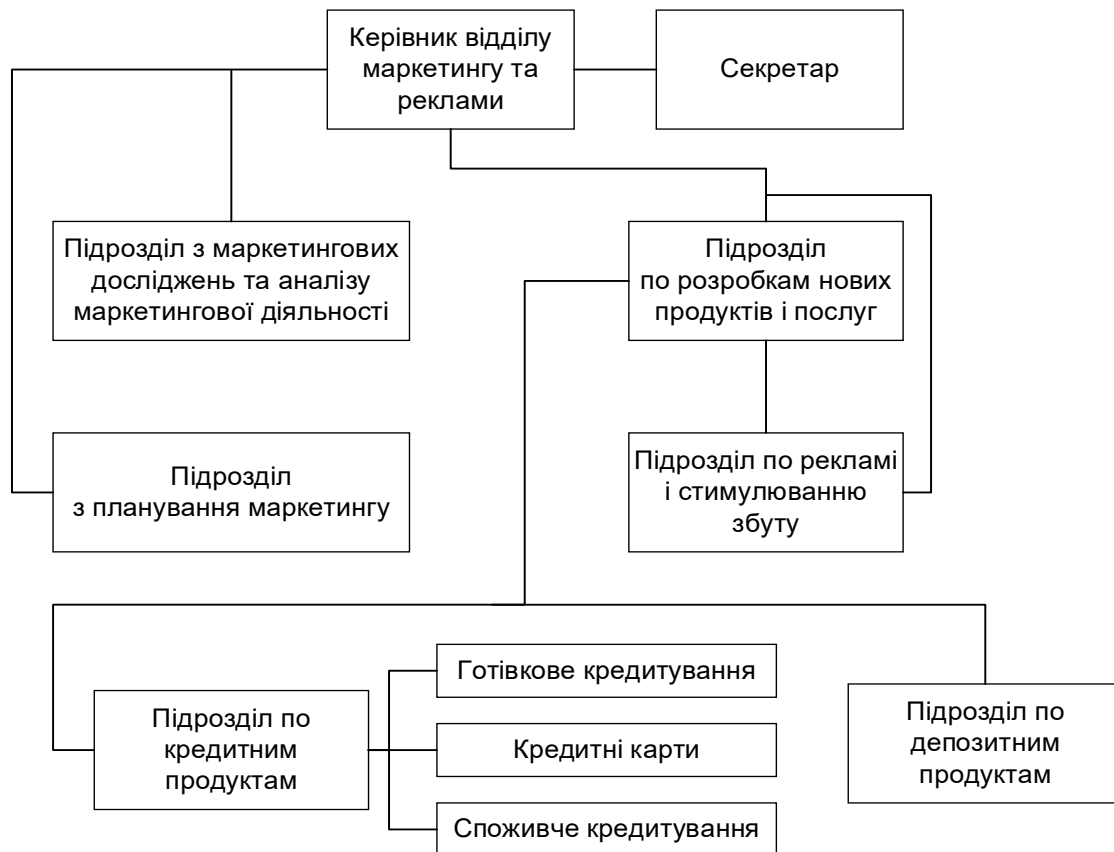 Керівник відділу
маркетингу та
реклами
Секретар
Підрозділ з маркетингових
досліджень та аналізу
маркетингової діяльності
Підрозділ
по розробкам нових
продуктів і послуг
Підрозділ
з планування маркетингу
Підрозділ по рекламі
і стимулюванню
збуту
Підрозділ по
кредитним
продуктам
Готівкове кредитування
Кредитні карти
Споживче кредитування
Підрозділ по
депозитним
продуктам